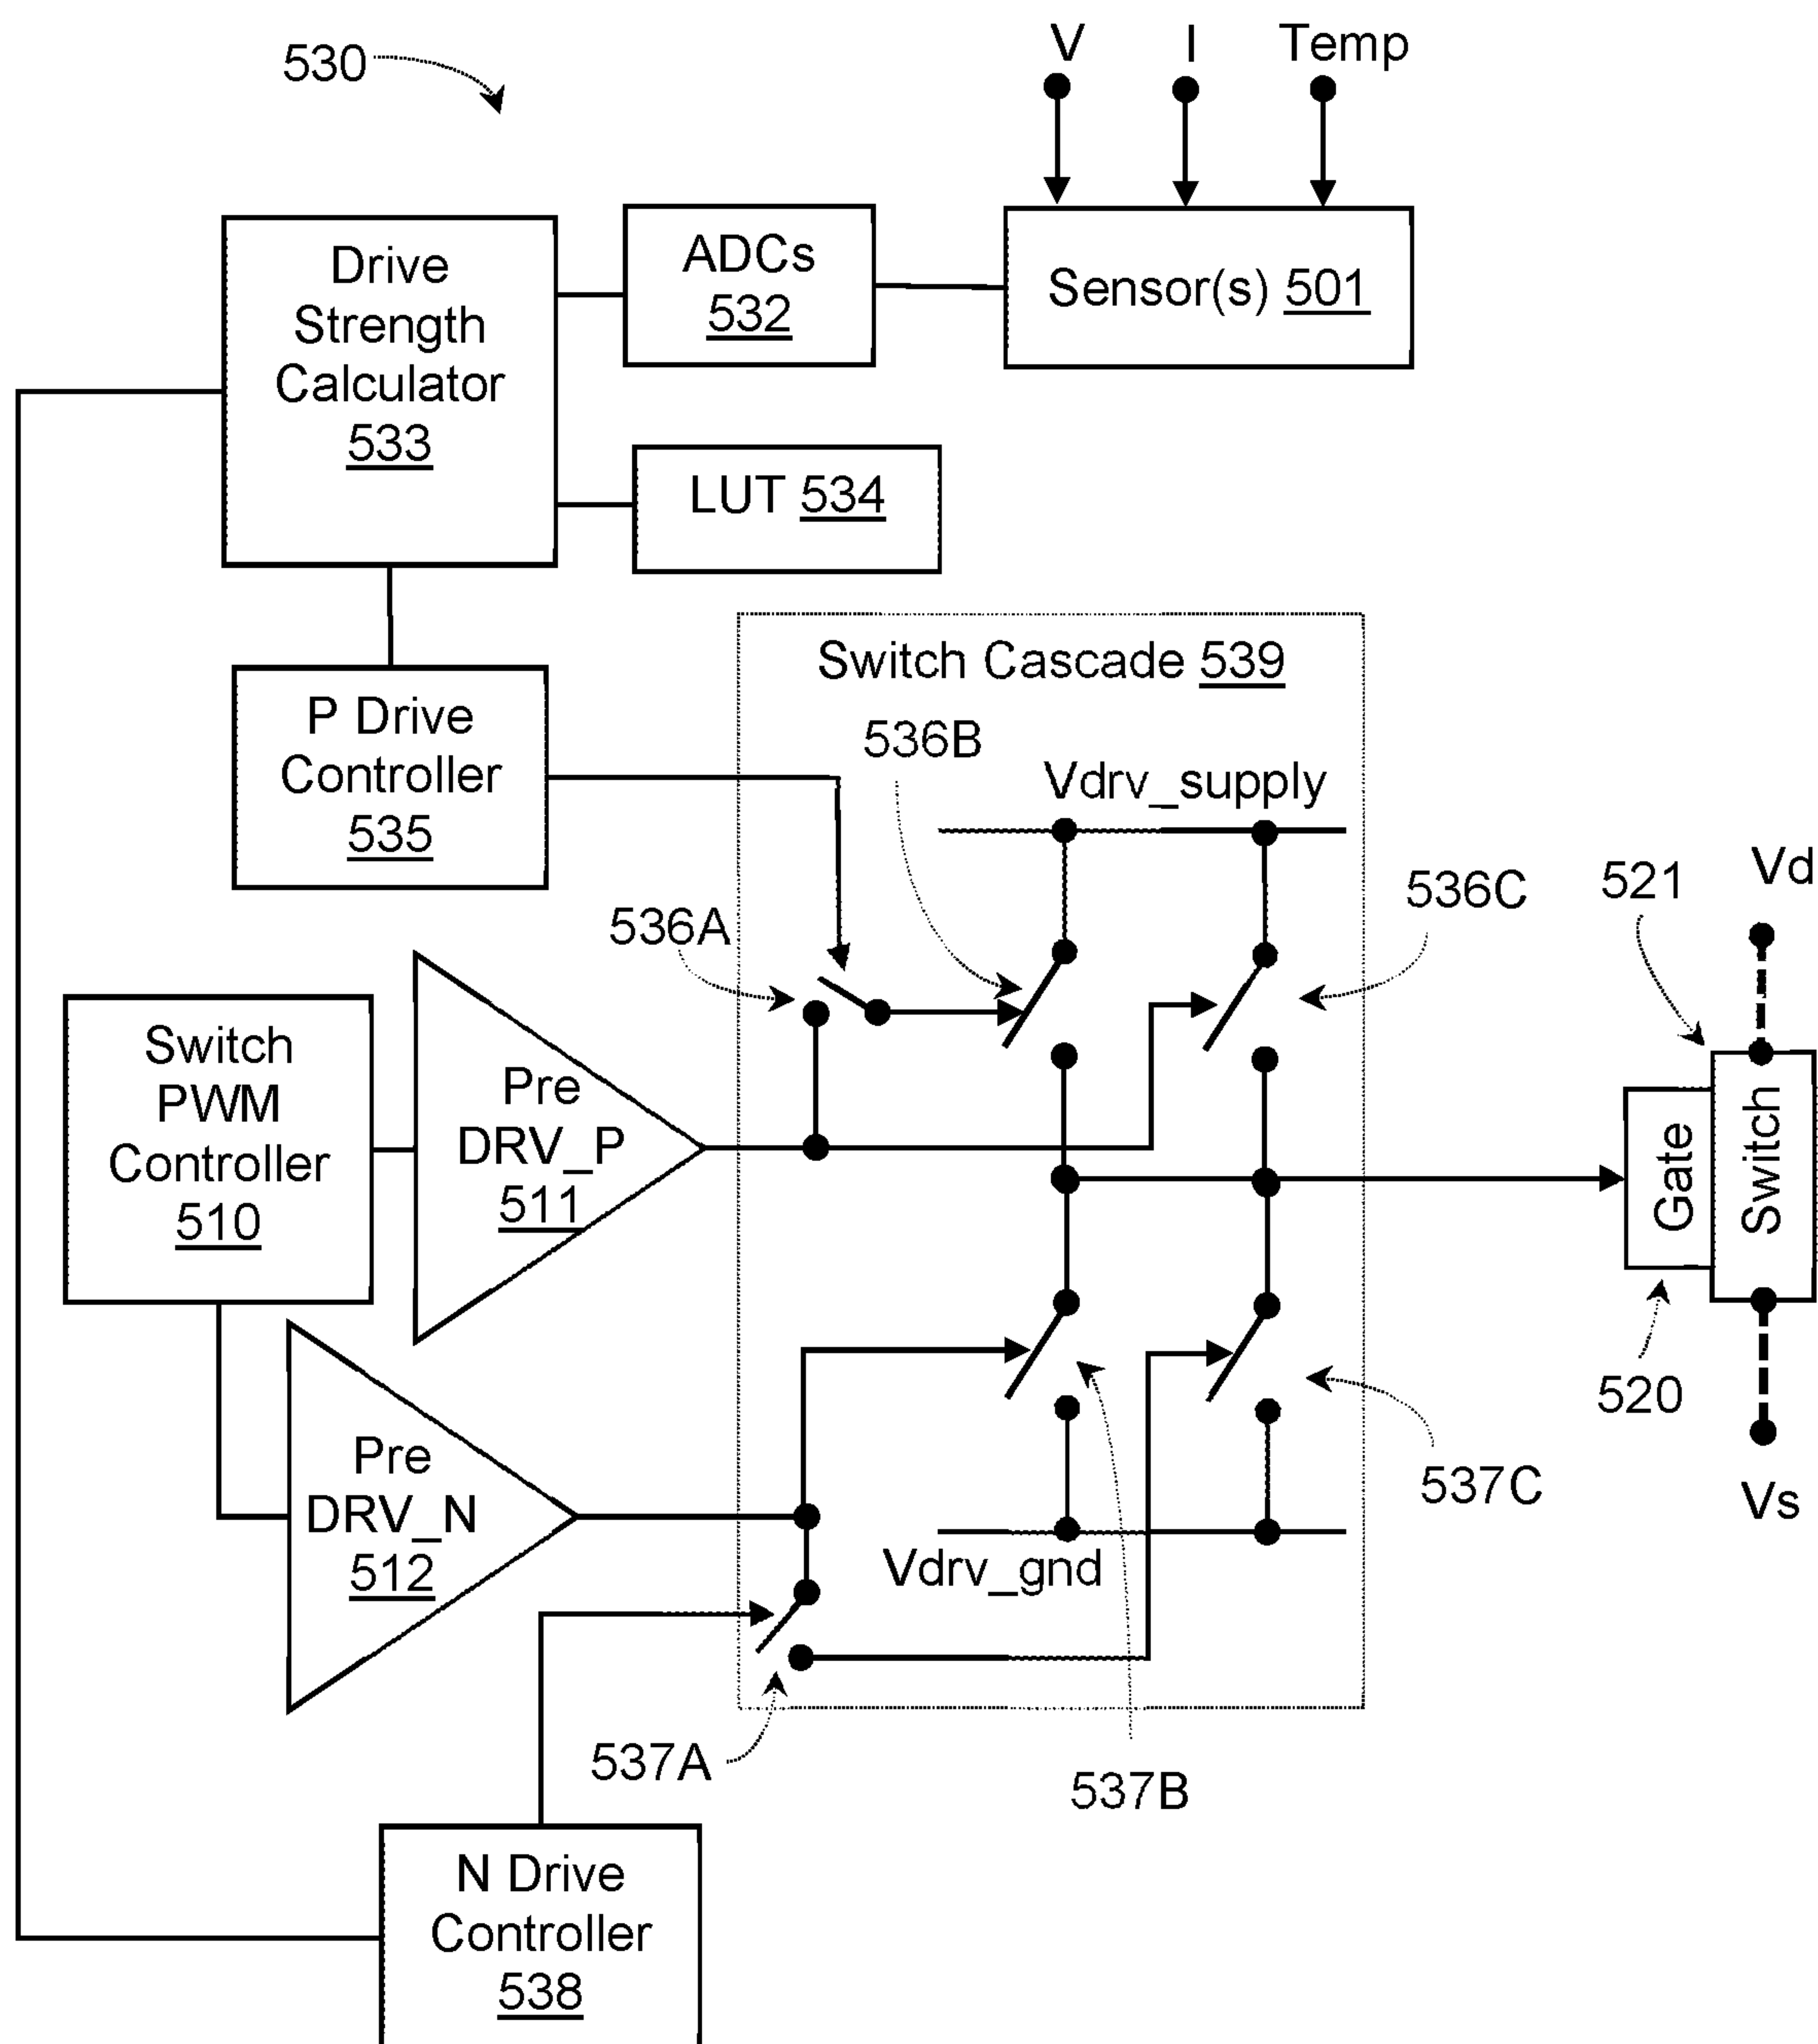 530
V
I
Temp
Drive
Strength
Calculator
533
ADCs
532
Sensor(s) 501
LUT 534
P Drive
Controller
535
Switch Cascade 539
536B
Vdrv_supply
536A
536C
521
Vd
Switch
PWM
Controller
510
Pre
DRV_P
511
Gate
Switch
520
Vs
Pre
DRV_N
512
537C
Vdrv_gnd
537A
537B
N Drive
Controller
538